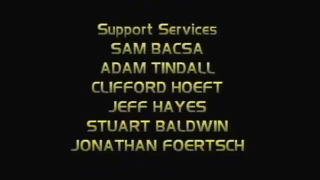 Support Services
SAM BACSA
ADAM TINDALL
CLIFFORD HOEFT
JEFF HAYES
STUART BALDWIN
JONATHAN FOERTSCH